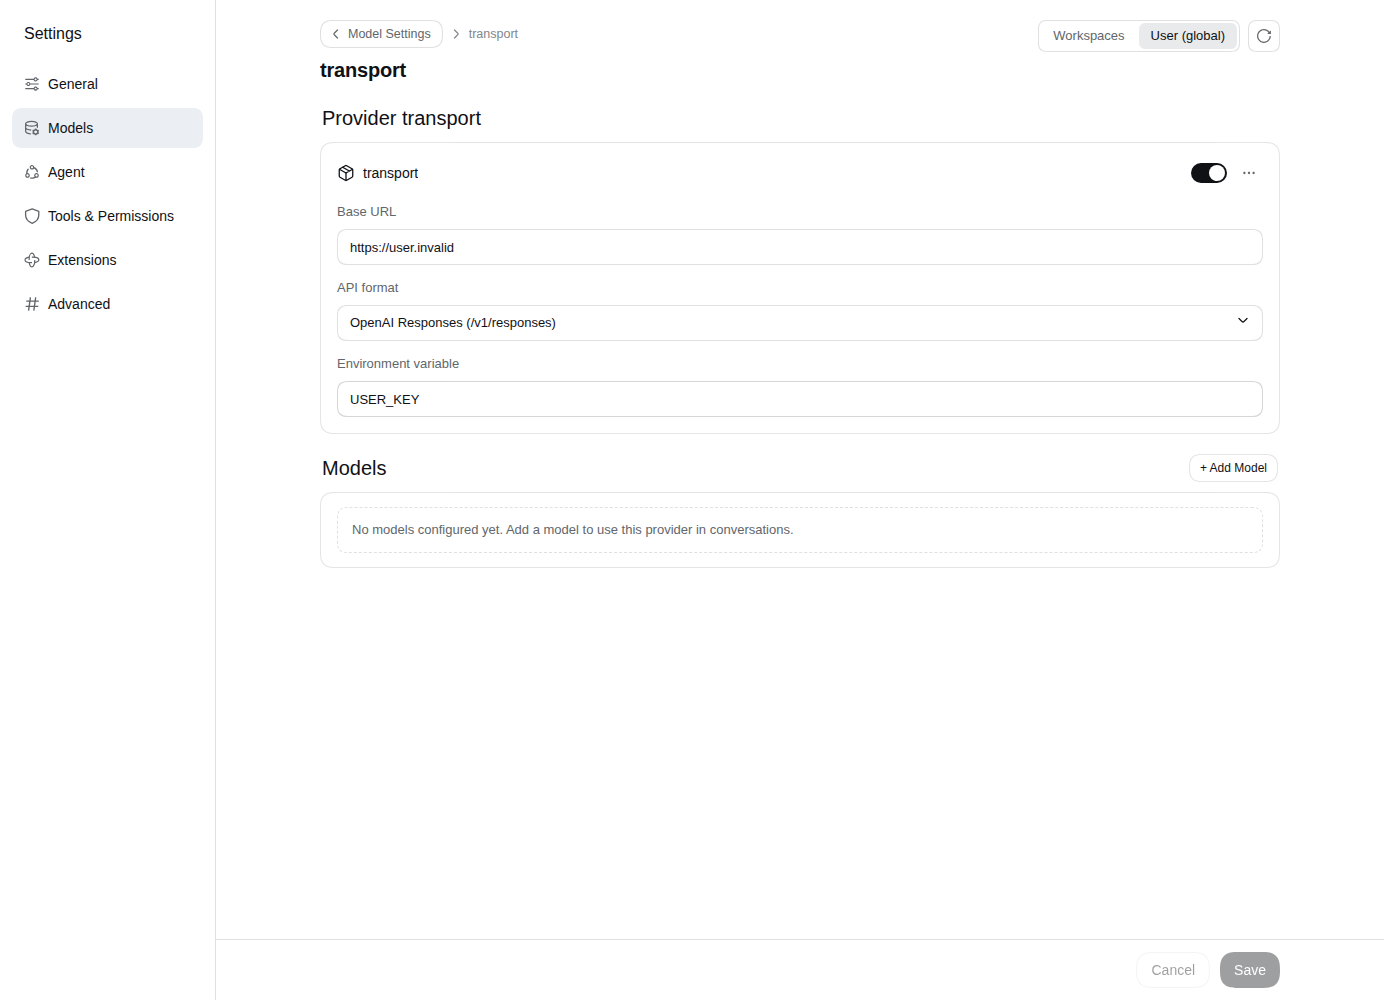 Settings
General
Models
Agent
Tools & Permissions
Extensions
Advanced
Model Settings
transport
Workspaces
User (global)
transport
Provider transport
transport
Base URL
https://user.invalid
API format
OpenAI Responses (/v1/responses)
Environment variable
USER_KEY
Models
+ Add Model
No models configured yet. Add a model to use this provider in conversations.
Cancel
Save